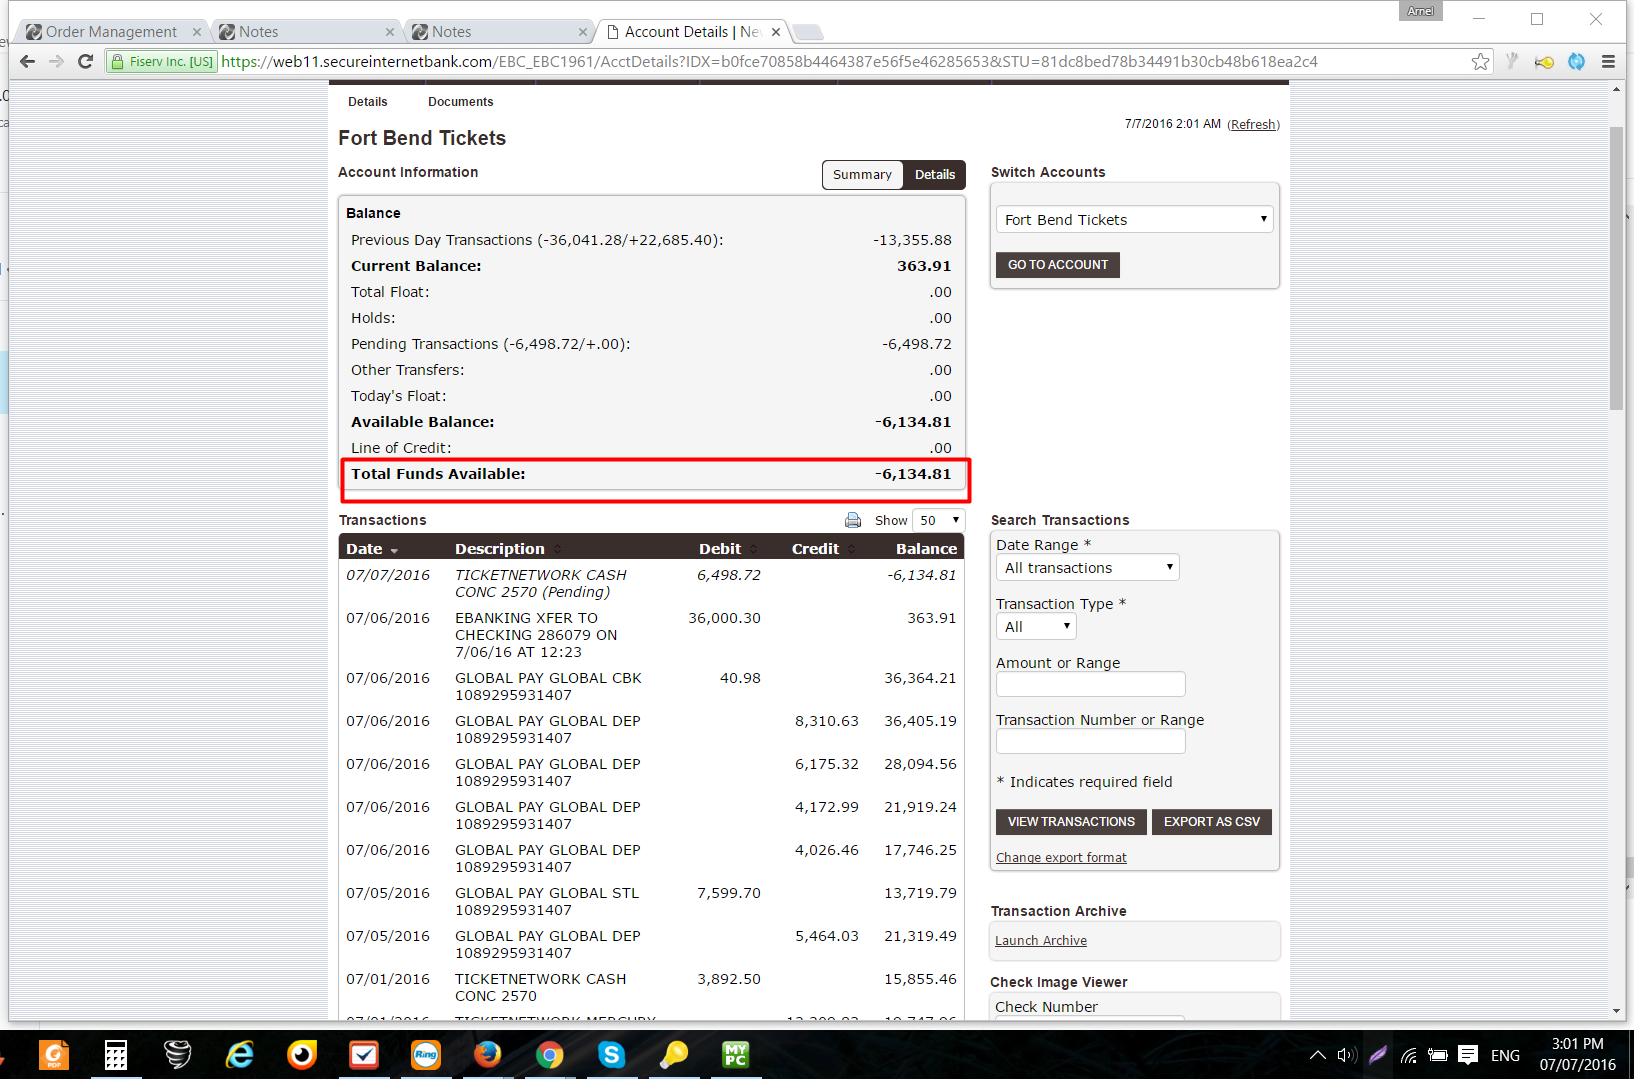 Arnel
Order Management
Notes
Notes
Account Details | Ne
Fiserv Inc. [US]
https://web11.secureinternetbank.com/EBC_EBC1961/AcctDetails?IDX=b0fce70858b4464387e56f5e46285653&STU=81dc8bed78b34491b30cb48b618ea2c4
Details Documents
7/7/2016 2:01 AM (Refresh)
Fort Bend Tickets
Account Information
Summary Details
Balance
Previous Day Transactions (-36,041.28/+22,685.40): -13,355.88
Current Balance: 363.91
Total Float: .00
Holds: .00
Pending Transactions (-6,498.72/+.00): -6,498.72
Other Transfers: .00
Today's Float: .00
Available Balance: -6,134.81
Line of Credit: .00
Total Funds Available: -6,134.81
Switch Accounts
Fort Bend Tickets
GO TO ACCOUNT
Transactions
Show 50
Date Description Debit Credit Balance
07/07/2016 TICKETNETWORK CASH 6,498.72 -6,134.81
CONC 2570 (Pending)
07/06/2016 EBANKING XFER TO 36,000.30 363.91
CHECKING 286079 ON
7/06/16 AT 12:23
07/06/2016 GLOBAL PAY GLOBAL CBK 40.98 36,364.21
1089295931407
07/06/2016 GLOBAL PAY GLOBAL DEP 8,310.63 36,405.19
1089295931407
07/06/2016 GLOBAL PAY GLOBAL DEP 6,175.32 28,094.56
1089295931407
07/06/2016 GLOBAL PAY GLOBAL DEP 4,172.99 21,919.24
1089295931407
07/06/2016 GLOBAL PAY GLOBAL DEP 4,026.46 17,746.25
1089295931407
07/05/2016 GLOBAL PAY GLOBAL STL 7,599.70 13,719.79
1089295931407
07/05/2016 GLOBAL PAY GLOBAL DEP 5,464.03 21,319.49
1089295931407
07/01/2016 TICKETNETWORK CASH 3,892.50 15,855.46
CONC 2570
07/01/2016 TICKETNETWORK MERCURY
Search Transactions
Date Range *
All transactions
Transaction Type *
All
Amount or Range
Transaction Number or Range
* Indicates required field
VIEW TRANSACTIONS EXPORT AS CSV
Change export format
Transaction Archive
Launch Archive
Check Image Viewer
Check Number
PDF
Ring
MY
PC
ENG
3:01 PM
07/07/2016